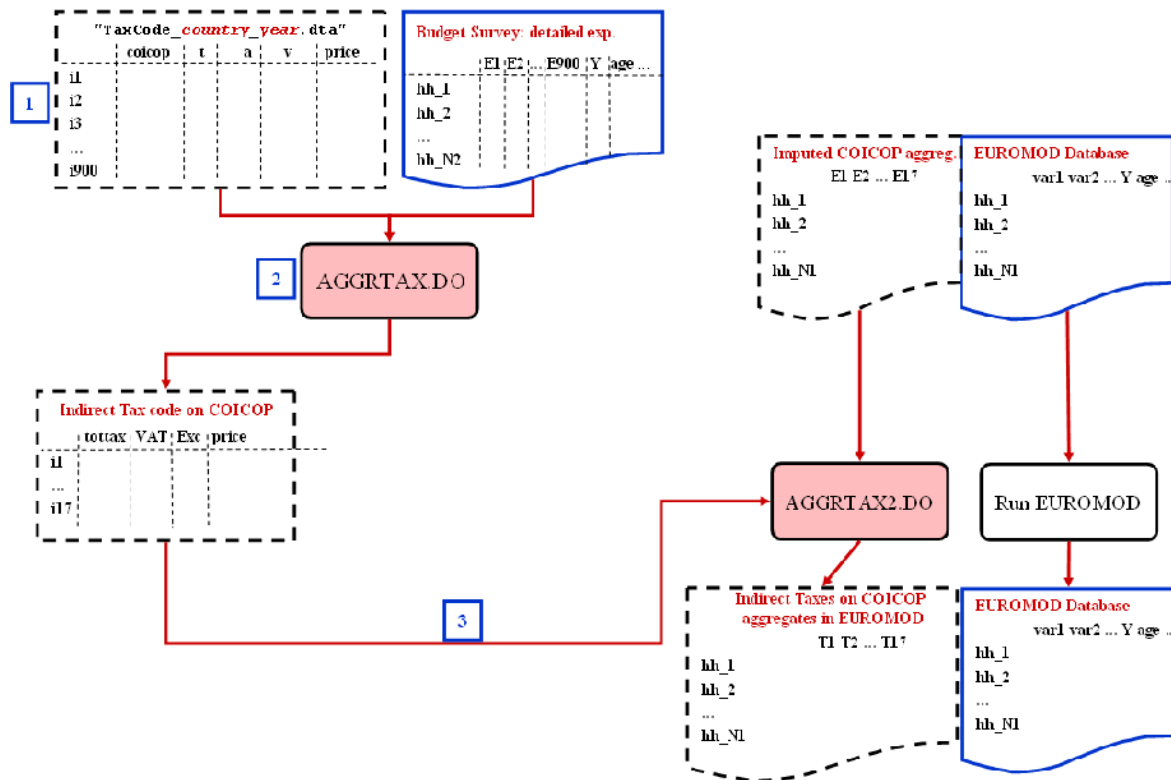 "TaxCode_country_year.dta"
coicop t a v price
i1
i2
i3
...
i900
1
Budget Survey: detailed exp.
E1 E2 ... E900 Y age ...
hh_1
hh_2
...
hh_N2
2
AGGRTAX.DO
Indirect Tax code on COICOP
tottax VAT Exc price
i1
...
i17
3
Imputed COICOP aggreg.
E1 E2 ... E17
hh_1
hh_2
...
hh_N1
EUROMOD Database
var1 var2 ... Y age ..
hh_1
hh_2
...
hh_N1
AGGRTAX2.DO
Run EUROMOD
Indirect Taxes on COICOP
aggregates in EUROMOD
T1 T2 ... T17
hh_1
hh_2
...
hh_N1
EUROMOD Database
var1 var2 ... Y age ..
hh_1
hh_2
...
hh_N1